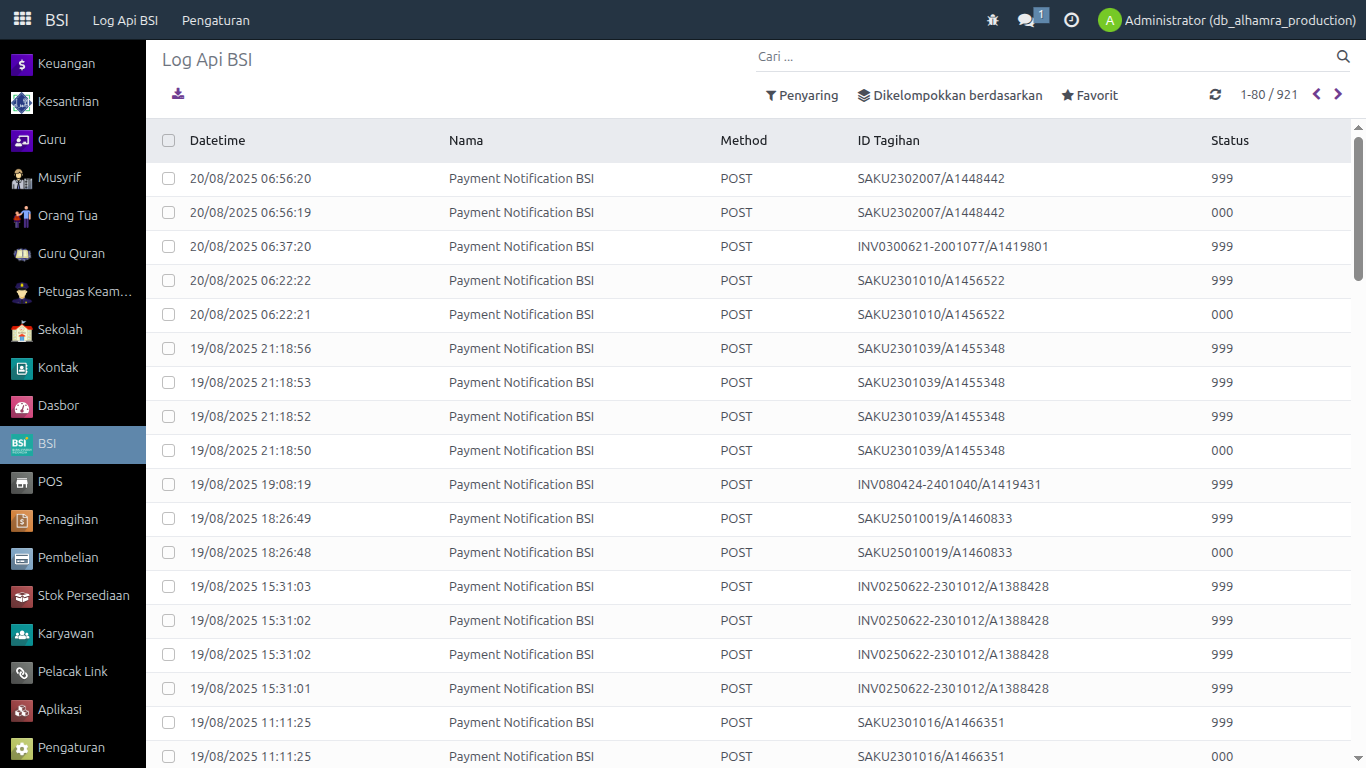 BSI Log Api BSI Pengaturan 1 A Administrator (db_alhamra_production)
Keuangan
Kesantrian
Guru
Musyrif
Orang Tua
Guru Quran
Petugas Keam...
Sekolah
Kontak
Dasbor
BSI BSI
POS
Penagihan
Pembelian
Stok Persediaan
Karyawan
Pelacak Link
Aplikasi
Pengaturan
Log Api BSI Cari ...
Penyaring Dikelompokkan berdasarkan Favorit 1-80 / 921
Datetime Nama Method ID Tagihan Status
20/08/2025 06:56:20 Payment Notification BSI POST SAKU2302007/A1448442 999
20/08/2025 06:56:19 Payment Notification BSI POST SAKU2302007/A1448442 000
20/08/2025 06:37:20 Payment Notification BSI POST INV0300621-2001077/A1419801 999
20/08/2025 06:22:22 Payment Notification BSI POST SAKU2301010/A1456522 999
20/08/2025 06:22:21 Payment Notification BSI POST SAKU2301010/A1456522 000
19/08/2025 21:18:56 Payment Notification BSI POST SAKU2301039/A1455348 999
19/08/2025 21:18:53 Payment Notification BSI POST SAKU2301039/A1455348 999
19/08/2025 21:18:52 Payment Notification BSI POST SAKU2301039/A1455348 999
19/08/2025 21:18:50 Payment Notification BSI POST SAKU2301039/A1455348 000
19/08/2025 19:08:19 Payment Notification BSI POST INV080424-2401040/A1419431 999
19/08/2025 18:26:49 Payment Notification BSI POST SAKU25010019/A1460833 999
19/08/2025 18:26:48 Payment Notification BSI POST SAKU25010019/A1460833 000
19/08/2025 15:31:03 Payment Notification BSI POST INV0250622-2301012/A1388428 999
19/08/2025 15:31:02 Payment Notification BSI POST INV0250622-2301012/A1388428 999
19/08/2025 15:31:02 Payment Notification BSI POST INV0250622-2301012/A1388428 999
19/08/2025 15:31:01 Payment Notification BSI POST INV0250622-2301012/A1388428 999
19/08/2025 11:11:25 Payment Notification BSI POST SAKU2301016/A1466351 999
19/08/2025 11:11:25 Payment Notification BSI POST SAKU2301016/A1466351 000